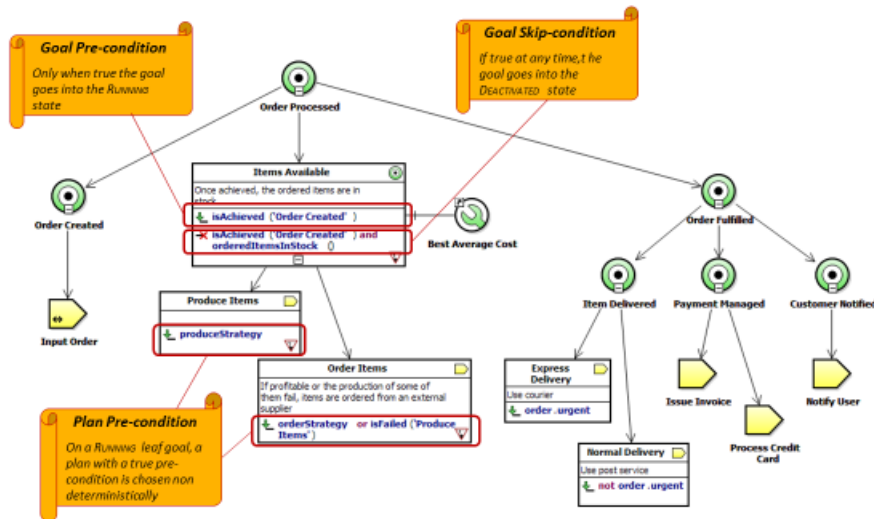 Goal Pre-condition
Only when true the goal
goes into the RUNNING
state
Goal Skip-condition
If true at any time,t he
goal goes into the
DEACTIVATED state
Order Processed
Items Available
Once achieved, the ordered items are in
stock
isAchieved ('Order Created' )
isAchieved ('Order Created' ) and
orderedItemsInStock ()
Best Average Cost
Order Created
Input Order
Order Fulfilled
Item Delivered
Payment Managed
Customer Notified
Produce Items
produceStrategy
Order Items
If profitable or the production of some
of them fail, items are ordered from an external
supplier
orderStrategy or isFailed ('Produce
Items')
Express
Delivery
Use courier
order .urgent
Normal Delivery
Use post service
not order .urgent
Issue Invoice
Process Credit
Card
Notify User
Plan Pre-condition
On a RUNNING leaf goal, a
plan with a true pre-
condition is chosen non
deterministically